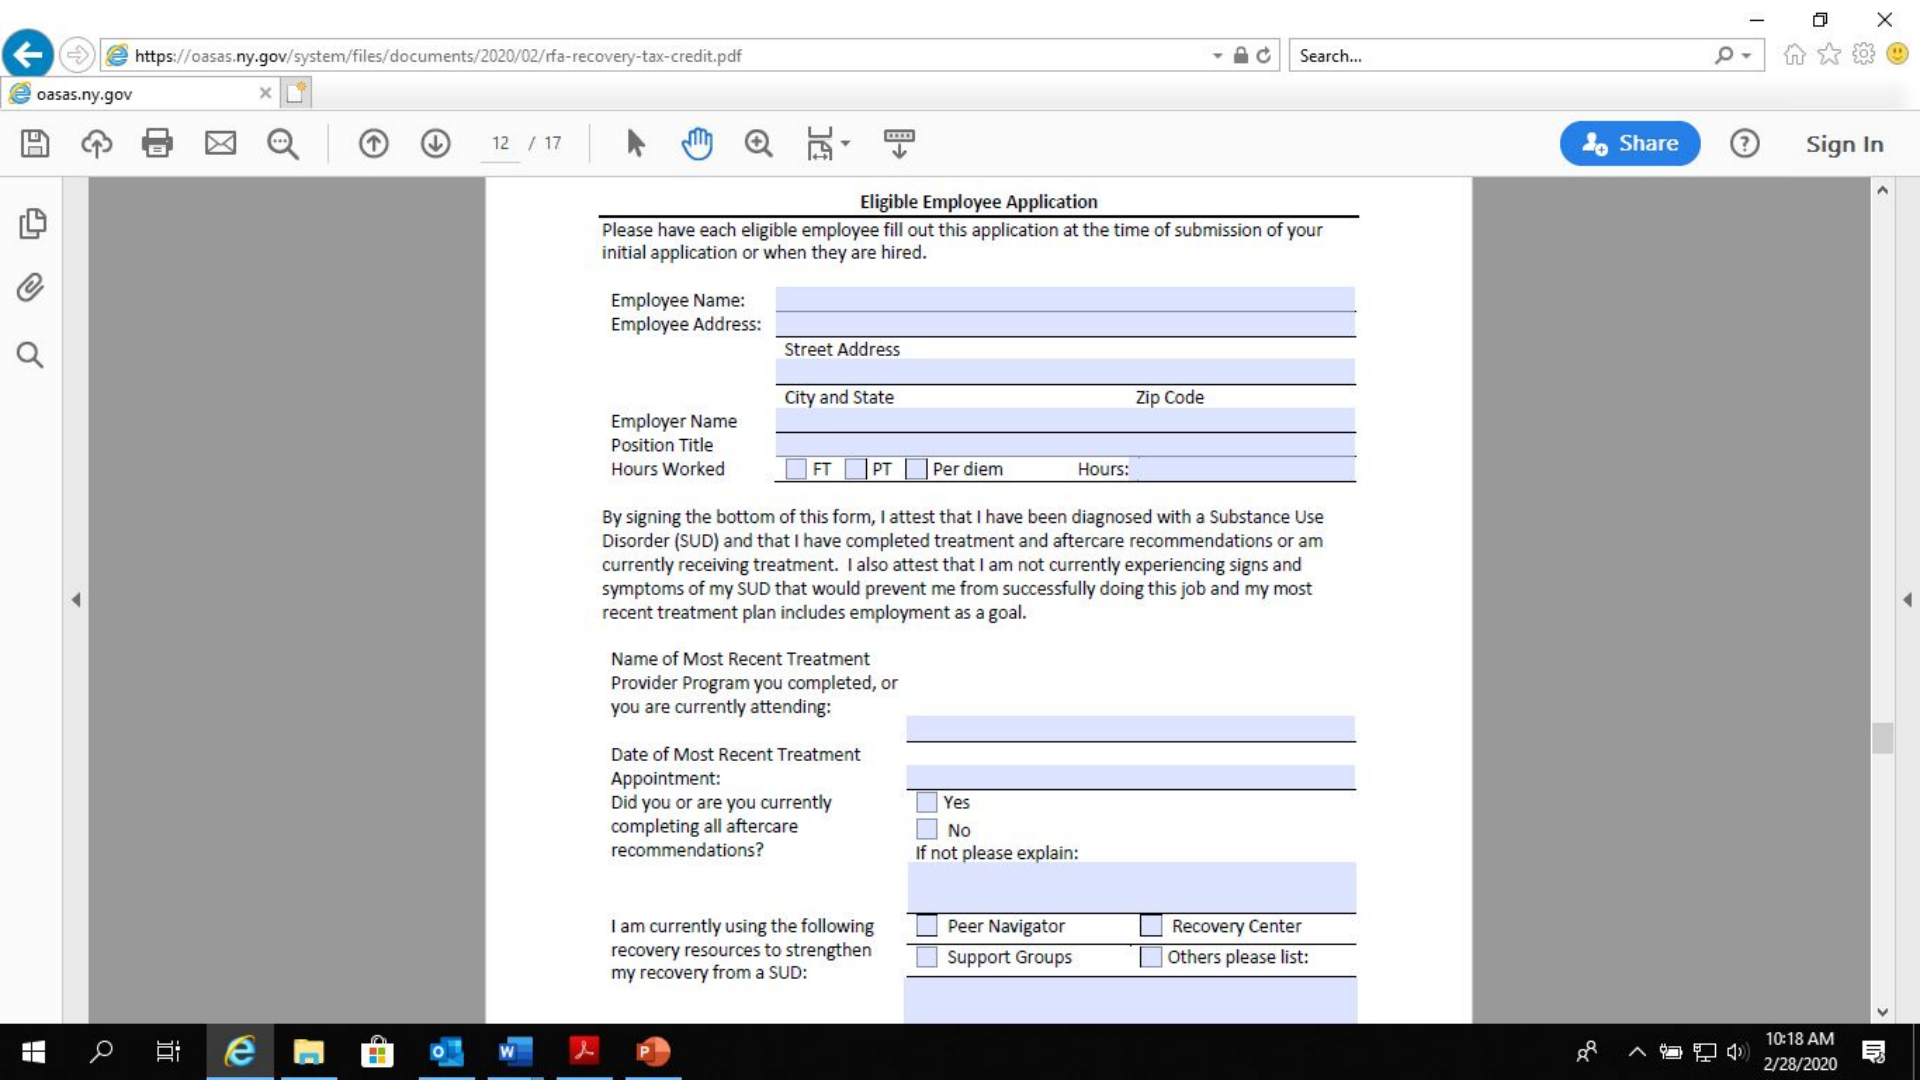 https://oasas.ny.gov/system/files/documents/2020/02/rfa-recovery-tax-credit.pdf
Search...
oasas.ny.gov
12 / 17
Share
Sign In
Eligible Employee Application
Please have each eligible employee fill out this application at the time of submission of your
initial application or when they are hired.
Employee Name:
Employee Address:
Street Address
City and State Zip Code
Employer Name
Position Title
Hours Worked FT PT Per diem Hours:
By signing the bottom of this form, I attest that I have been diagnosed with a Substance Use
Disorder (SUD) and that I have completed treatment and aftercare recommendations or am
currently receiving treatment. I also attest that I am not currently experiencing signs and
symptoms of my SUD that would prevent me from successfully doing this job and my most
recent treatment plan includes employment as a goal.
Name of Most Recent Treatment
Provider Program you completed, or
you are currently attending:
Date of Most Recent Treatment
Appointment:
Did you or are you currently
completing all aftercare
recommendations?
Yes
No
If not please explain:
I am currently using the following
recovery resources to strengthen
my recovery from a SUD:
Peer Navigator Recovery Center
Support Groups Others please list:
10:18 AM
2/28/2020